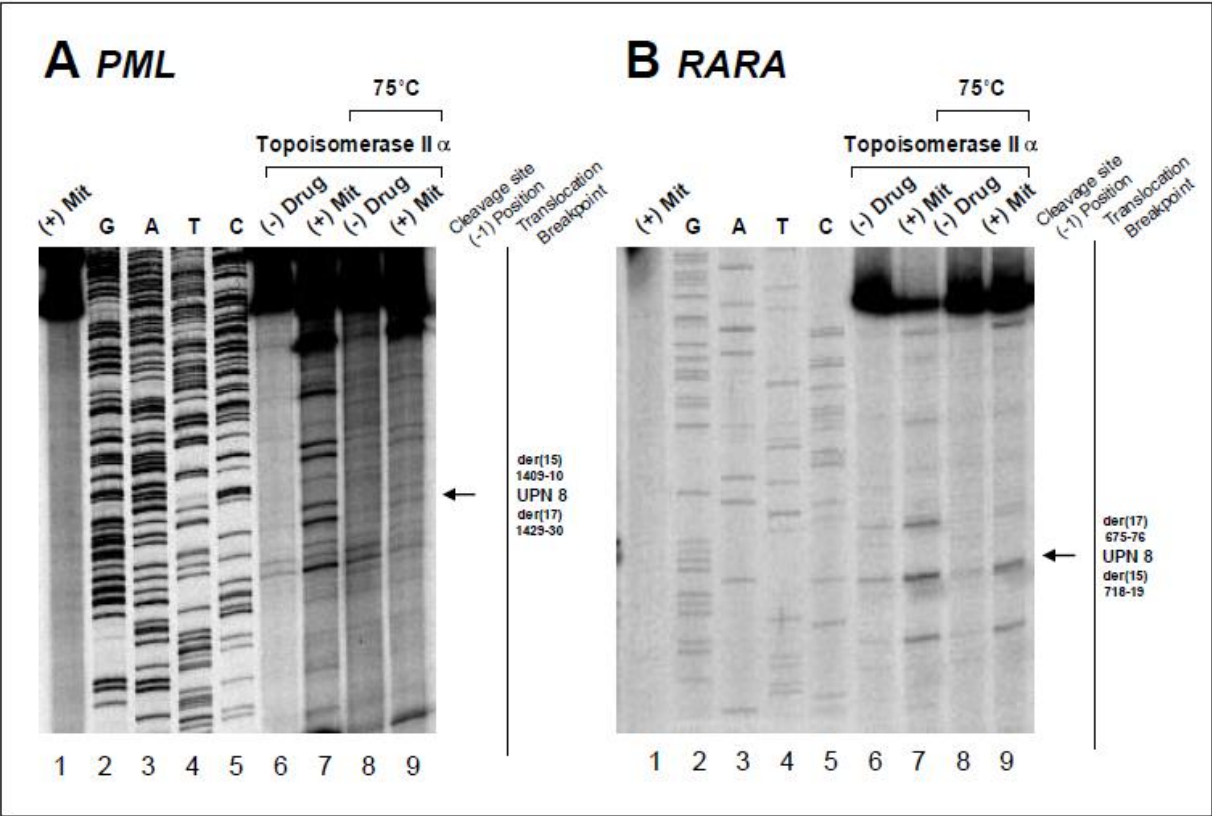 A PML
75°C
Topoisomerase II α
(+) Mit
G A T C
(-) Drug
(+) Mit
(-) Drug
(+) Mit
Cleavage site
(-1) Position
Translocation
Breakpoint
der(15)
1409-10
UPN 8
der(17)
1429-30
1 2 3 4 5 6 7 8 9
B RARA
75°C
Topoisomerase II α
(+) Mit
G A T C
(-) Drug
(+) Mit
(-) Drug
(+) Mit
Cleavage site
(-1) Position
Translocation
Breakpoint
der(17)
675-76
UPN 8
der(15)
718-19
1 2 3 4 5 6 7 8 9